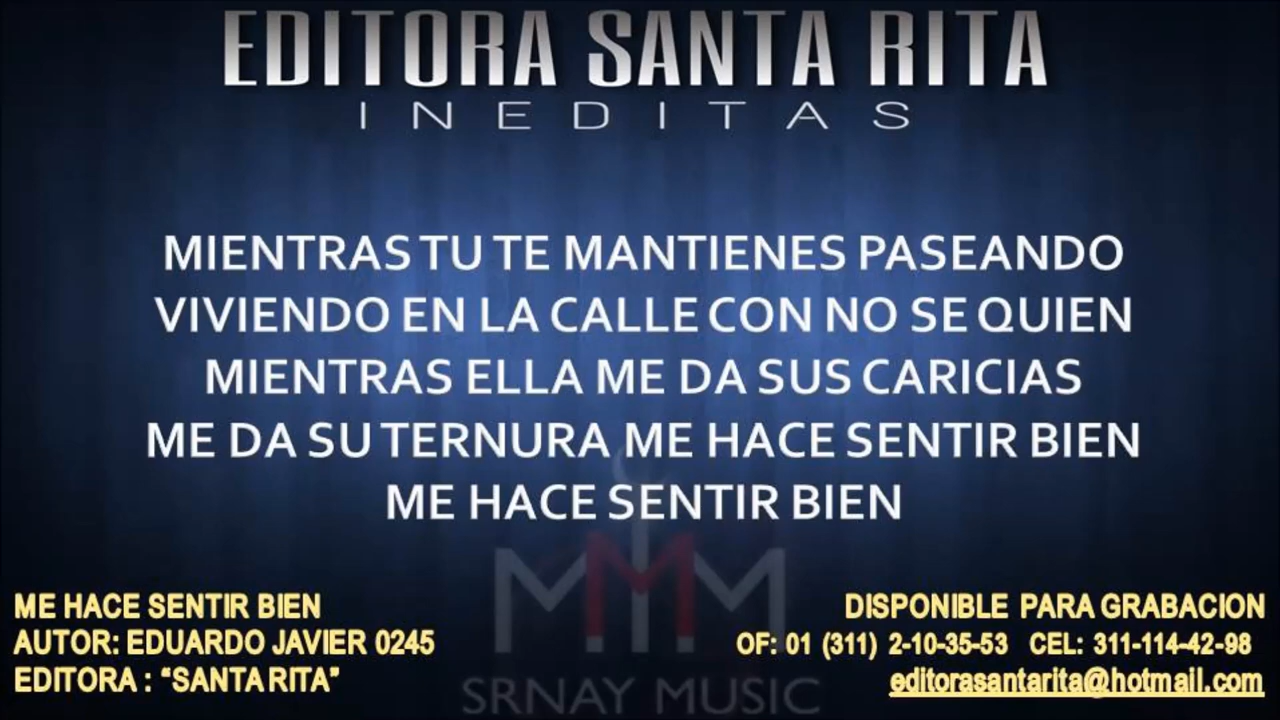 EDITORA SANTA RITA
INEDITAS
MIENTRAS TU TE MANTIENES PASEANDO
VIVIENDO EN LA CALLE CON NO SE QUIEN
MIENTRAS ELLA ME DA SUS CARICIAS
ME DA SU TERNURA ME HACE SENTIR BIEN
ME HACE SENTIR BIEN
ME HACE SENTIR BIEN
AUTOR: EDUARDO JAVIER 0245
EDITORA : “SANTA RITA”
DISPONIBLE PARA GRABACION
OF: 01 (311) 2-10-35-53 CEL: 311-114-42-98
editorasantarita@hotmail.com
MMM
SRNAY MUSIC